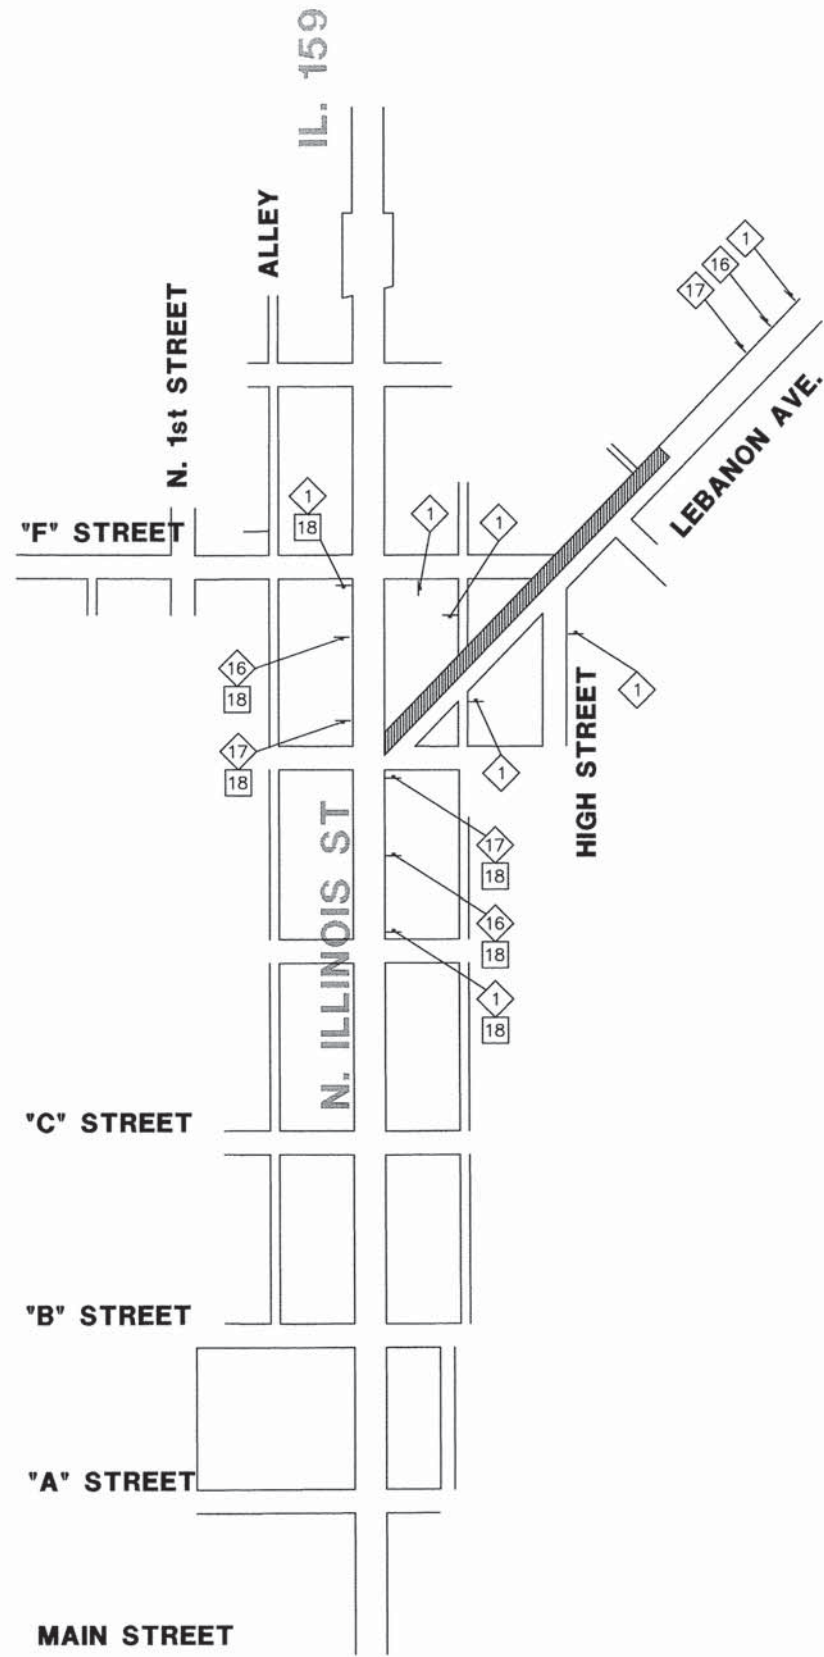 IL. 159
ALLEY
N. 1st STREET
1
16
17
LEBANON AVE.
"F" STREET
1
18
1
1
16
18
1
17
18
1
HIGH STREET
N. ILLINOIS ST
17
18
16
18
1
18
"C" STREET
"B" STREET
"A" STREET
MAIN STREET